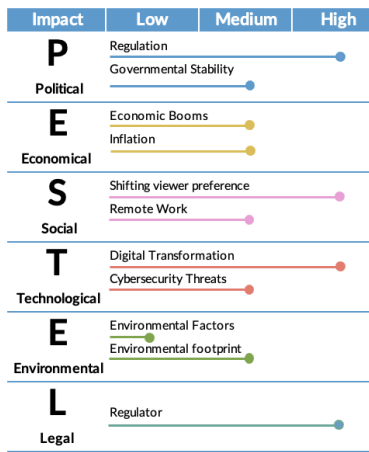 Impact Low Medium High
P
Political
Regulation
Governmental Stability
E
Economical
Economic Booms
Inflation
S
Social
Shifting viewer preference
Remote Work
T
Technological
Digital Transformation
Cybersecurity Threats
E
Environmental
Environmental Factors
Environmental footprint
L
Legal
Regulator